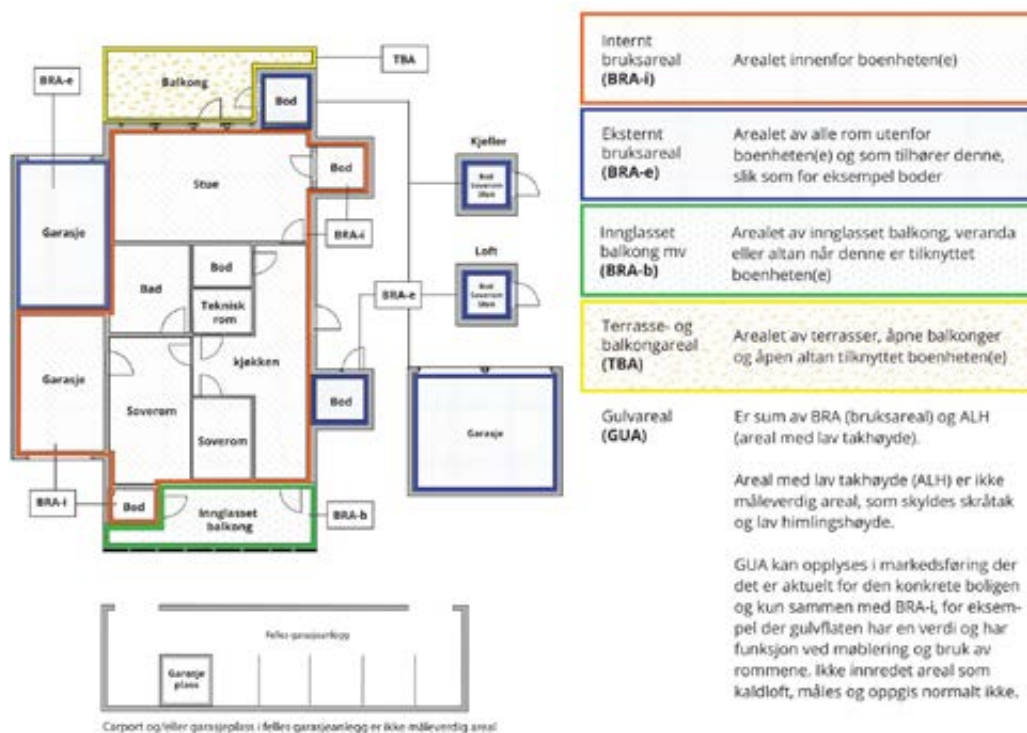 TBA
BRA-e
Balkong
Bod
Kjeller
Bod
Soverom
Stue
Bod
BRA-i
Garasje
Loft
Bod
Bad
Teknisk
rom
BRA-e
Bod
Soverom
kjøkken
Garasje
Soverom
Bod
Garasje
Soverom
BRA-i
Bod
Innglasset
balkong
BRA-b
Felles garasjeanlegg
Garasje
plass
Carport og/eller garasjeplass i felles garasjeanlegg er ikke måleverdig areal
Internt
bruksareal
(BRA-i)
Arealet innenfor boenheten(e)
Eksternt
bruksareal
(BRA-e)
Arealet av alle rom utenfor
boenheten(e) og som tilhører denne,
slik som for eksempel boder
Innglasset
balkong mv
(BRA-b)
Arealet av innglasset balkong, veranda
eller altan når denne er tilknyttet
boenheten(e)
Terrasse- og
balkongareal
(TBA)
Arealet av terrasser, åpne balkonger
og åpen altan tilknyttet boenheten(e)
Gulvareal
(GUA)
Er sum av BRA (bruksareal) og ALH
(areal med lav takhøyde).
Areal med lav takhøyde (ALH) er ikke
måleverdig areal, som skyldes skråtak
og lav himlingshøyde.
GUA kan opplyses i markedsføring der
det er aktuelt for den konkrete boligen
og kun sammen med BRA-i, for eksem-
pel der gulvflaten har en verdi og har
funksjon ved møblering og bruk av
rommene. Ikke innredet areal som
kaldloft, måles og oppgis normalt ikke.